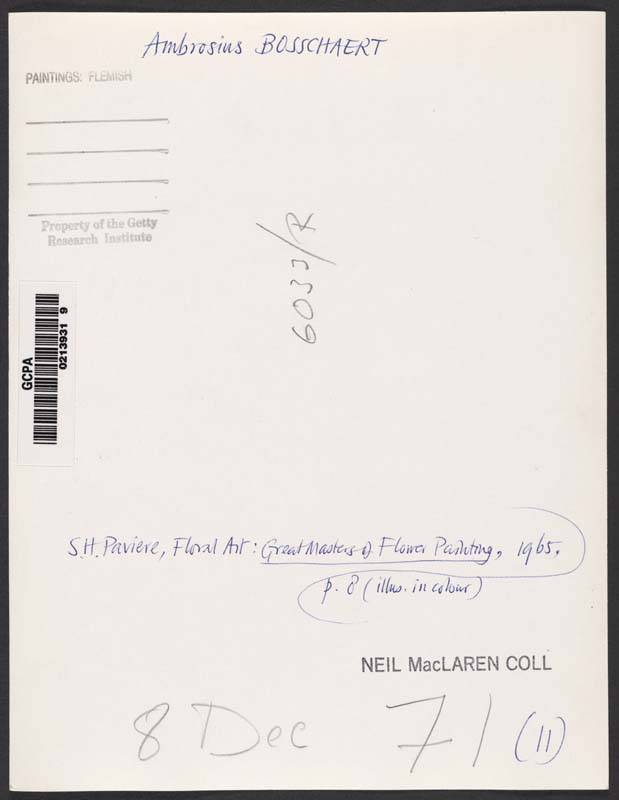 Ambrosius BOSSCHAERT
PAINTINGS: FLEMISH
Property of the Getty
Research Institute
GCPA
0213931 9
S.H. Paviere, Floral Art: Great Masters of Flower Painting, 1965,
p. 8 (illus. in colour)
NEIL MacLAREN COLL
8 Dec 71 (11)